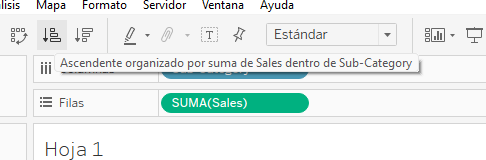 álisis Mapa Formato Servidor Ventana Ayuda
Estándar
Ascendente organizado por suma de Sales dentro de Sub-Category
Filas SUMA(Sales)
Hoja 1